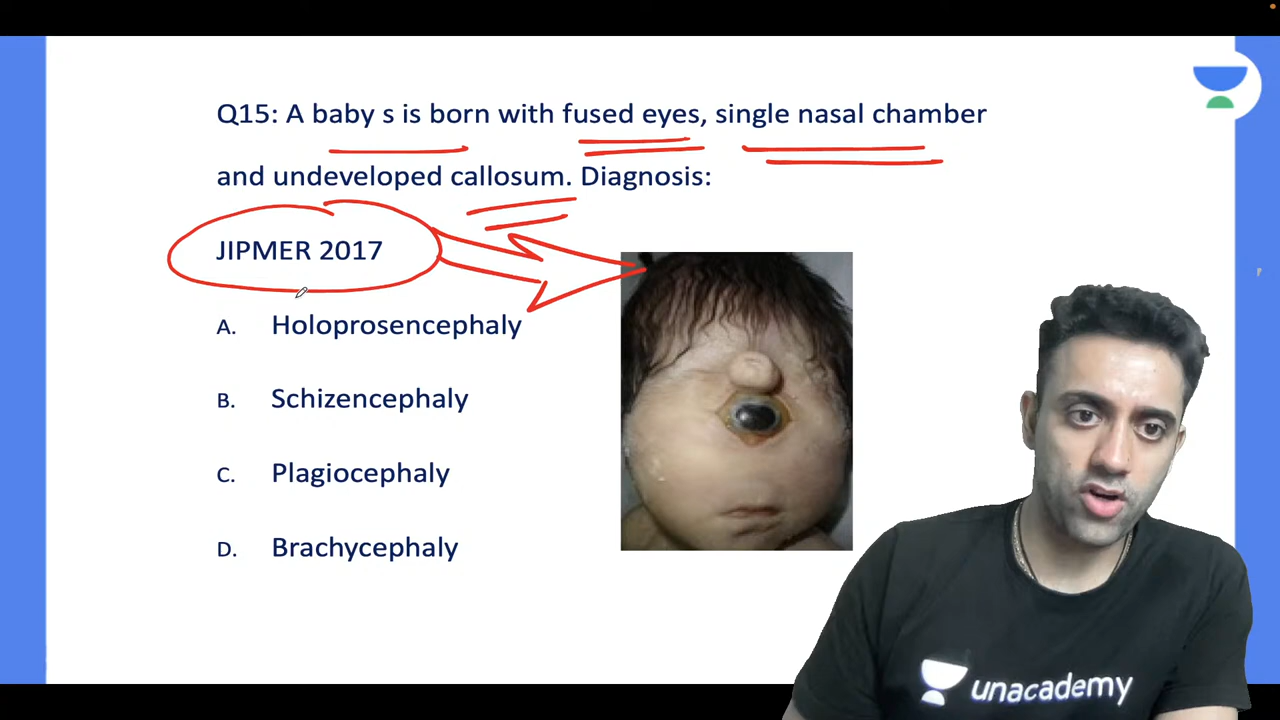 Q15: A baby s is born with fused eyes, single nasal chamber
and undeveloped callosum. Diagnosis:
JIPMER 2017
A. Holoprosencephaly
B. Schizencephaly
C. Plagiocephaly
D. Brachycephaly
unacademy